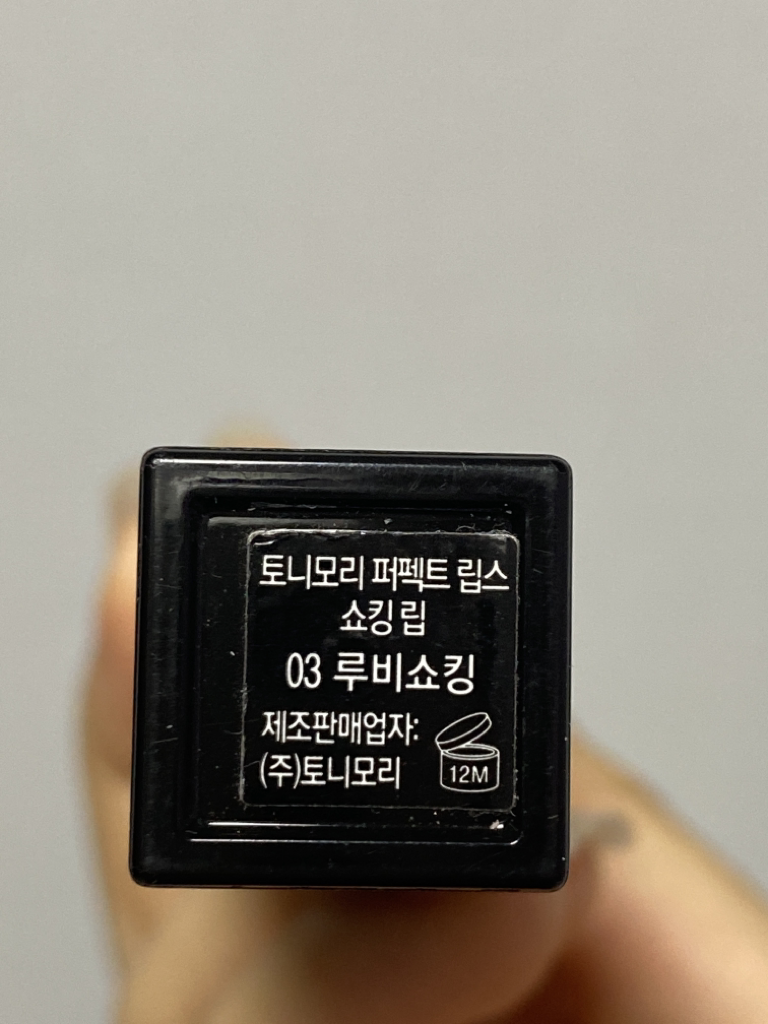 토니모리 퍼펙트 립스
쇼킹 립
03 루비쇼킹
제조판매업자:
(주)토니모리
12M